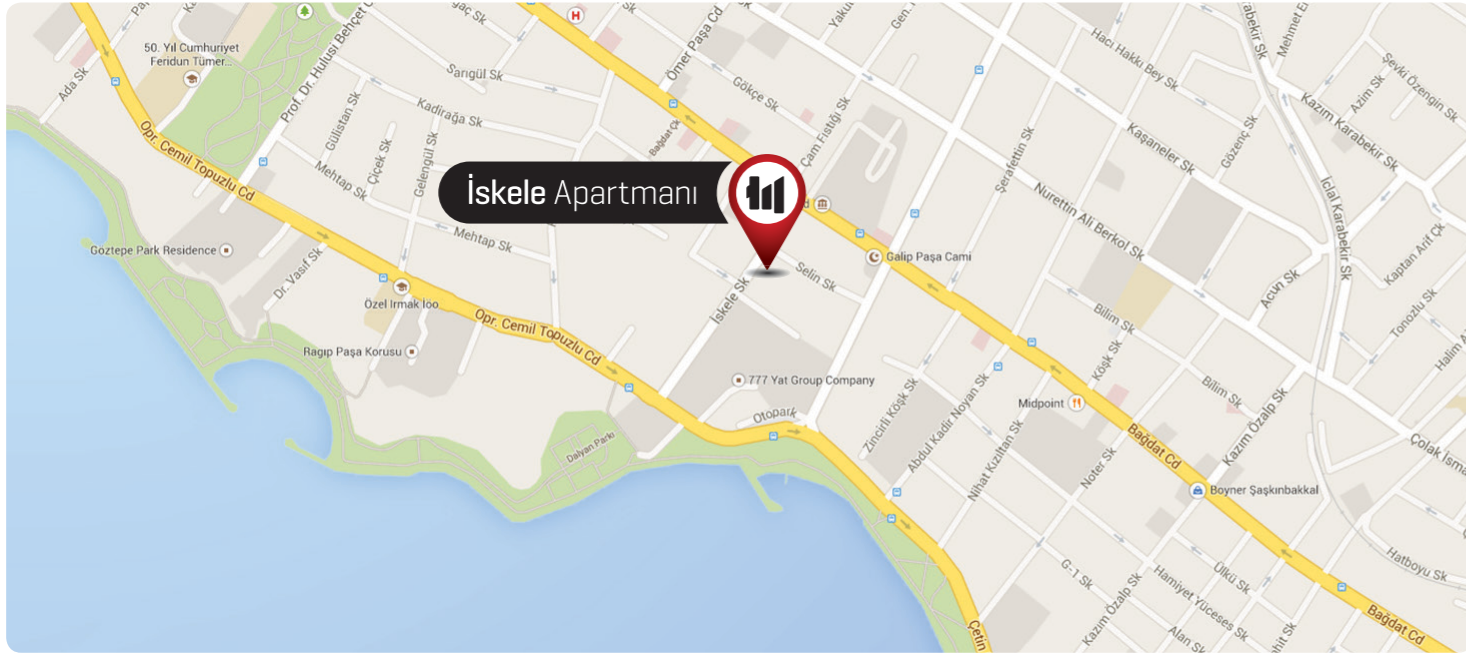 50. Yıl Cumhuriyet
Feridun Tümer...
Ada Sk
Prof. Dr. Hulusi Behçet
Sarıgül Sk
Kadirağa Sk
Gülistan Sk
Çiçek Sk
Gelengül Sk
Mehtap Sk
Opr. Cemil Topuzlu Cd
H
Ömer Paşa Cd
Gökçe Sk
Bağdat Çk
Çam Fıstığı Sk
Hacı Hakkı Bey Sk
Şerafettin Sk
Kaşaneler Sk
Gözenç Sk
Azim Sk
Şevki Özengin Sk
Kazım Karabekir Sk
İclal Karabekir Sk
Nurettin Ali Berkol Sk
Kaptan Arif Çk
Acun Sk
Tonozlu Sk
İskele Apartmanı
Mehtap Sk
Goztepe Park Residence
Dr. Vasıf Sk
Özel Irmak Ioo
Opr. Cemil Topuzlu Cd
Ragıp Paşa Korusu
Galip Paşa Cami
Selin Sk
İskele Sk
777 Yat Group Company
Otopark
Dalyan Parkı
Bilim Sk
Köşk Sk
Bilim Sk
Midpoint
Zincirli Köşk Sk
Abdul Kadir Noyan Sk
Nihat Kızıltan Sk
Noter Sk
Bağdat Cd
Kazım Özalp Sk
Boyner Şaşkınbakkal
Hatboyu Sk
G-1 Sk
Kazım Özalp Sk
Hamiyet Yüceses Sk
Ülkü Sk
Alan Sk
Çetin
Bağdat Cd